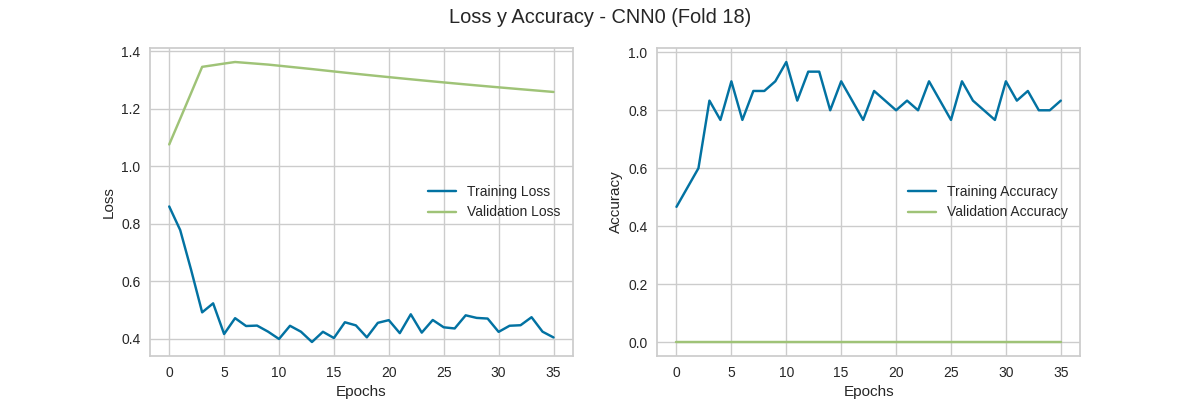 Loss y Accuracy - CNN0 (Fold 18)
1.4
1.2
1.0
0.8
0.6
0.4
Loss
Training Loss
Validation Loss
0 5 10 15 20 25 30 35
Epochs
1.0
0.8
0.6
0.4
0.2
0.0
Accuracy
Training Accuracy
Validation Accuracy
0 5 10 15 20 25 30 35
Epochs